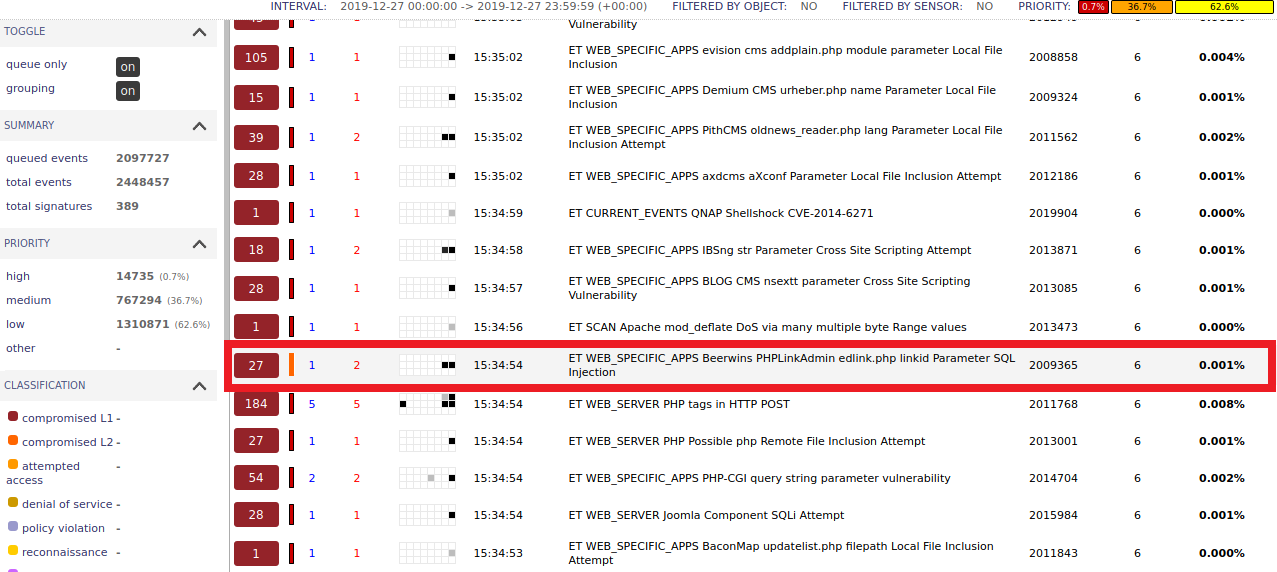 INTERVAL: 2019-12-27 00:00:00 -> 2019-12-27 23:59:59 (+00:00) FILTERED BY OBJECT: NO FILTERED BY SENSOR: NO PRIORITY: 0.7% 36.7% 62.6%
TOGGLE
queue only on
grouping on
SUMMARY
queued events 2097727
total events 2448457
total signatures 389
PRIORITY
high 14735 (0.7%)
medium 767294 (36.7%)
low 1310871 (62.6%)
other -
CLASSIFICATION
compromised L1 -
compromised L2 -
attempted access -
denial of service -
policy violation -
reconnaissance -
Vulnerability
105 1 1 15:35:02 ET WEB_SPECIFIC_APPS evision cms addplain.php module parameter Local File 2008858 6 0.004%
Inclusion
15 1 1 15:35:02 ET WEB_SPECIFIC_APPS Demium CMS urheber.php name Parameter Local File 2009324 6 0.001%
Inclusion
39 1 2 15:35:02 ET WEB_SPECIFIC_APPS PithCMS oldnews_reader.php lang Parameter Local File 2011562 6 0.002%
Inclusion Attempt
28 1 1 15:35:02 ET WEB_SPECIFIC_APPS axdcms aXconf Parameter Local File Inclusion Attempt 2012186 6 0.001%
1 1 1 15:34:59 ET CURRENT_EVENTS QNAP Shellshock CVE-2014-6271 2019904 6 0.000%
18 1 2 15:34:58 ET WEB_SPECIFIC_APPS IBSng str Parameter Cross Site Scripting Attempt 2013871 6 0.001%
28 1 1 15:34:57 ET WEB_SPECIFIC_APPS BLOG CMS nsextt parameter Cross Site Scripting 2013085 6 0.001%
Vulnerability
1 1 1 15:34:56 ET SCAN Apache mod_deflate DoS via many multiple byte Range values 2013473 6 0.000%
27 1 2 15:34:54 ET WEB_SPECIFIC_APPS Beerwins PHPLinkAdmin edlink.php linkid Parameter SQL 2009365 6 0.001%
Injection
184 5 5 15:34:54 ET WEB_SERVER PHP tags in HTTP POST 2011768 6 0.008%
27 1 1 15:34:54 ET WEB_SERVER PHP Possible php Remote File Inclusion Attempt 2013001 6 0.001%
54 2 2 15:34:54 ET WEB_SPECIFIC_APPS PHP-CGI query string parameter vulnerability 2014704 6 0.002%
28 1 1 15:34:54 ET WEB_SERVER Joomla Component SQLi Attempt 2015984 6 0.001%
1 1 1 15:34:53 ET WEB_SPECIFIC_APPS BaconMap updatelist.php filepath Local File Inclusion 2011843 6 0.000%
Attempt